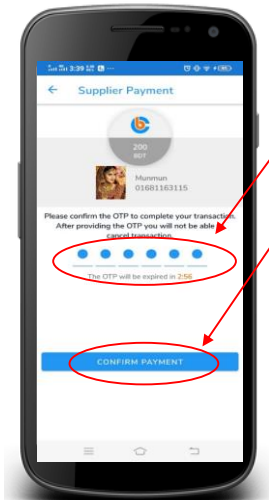 3:39
Supplier Payment
200
BDT
Munmun
01681163115
Please confirm the OTP to complete your transaction.
After providing the OTP you will not be able
cancel transaction.
The OTP will be expired in 2:56
CONFIRM PAYMENT